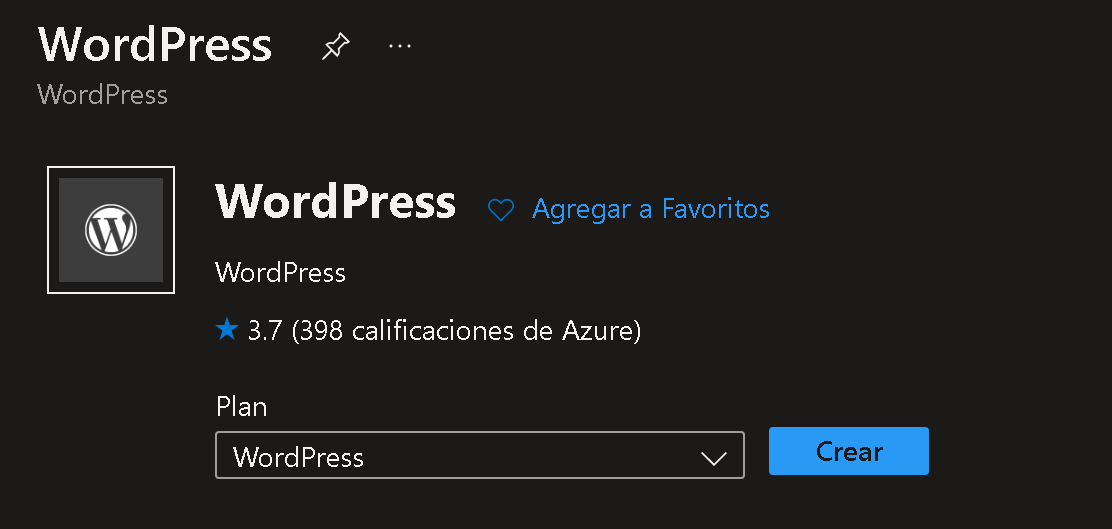 WordPress
WordPress
WordPress Agregar a Favoritos
WordPress
3.7 (398 calificaciones de Azure)
Plan
WordPress Crear